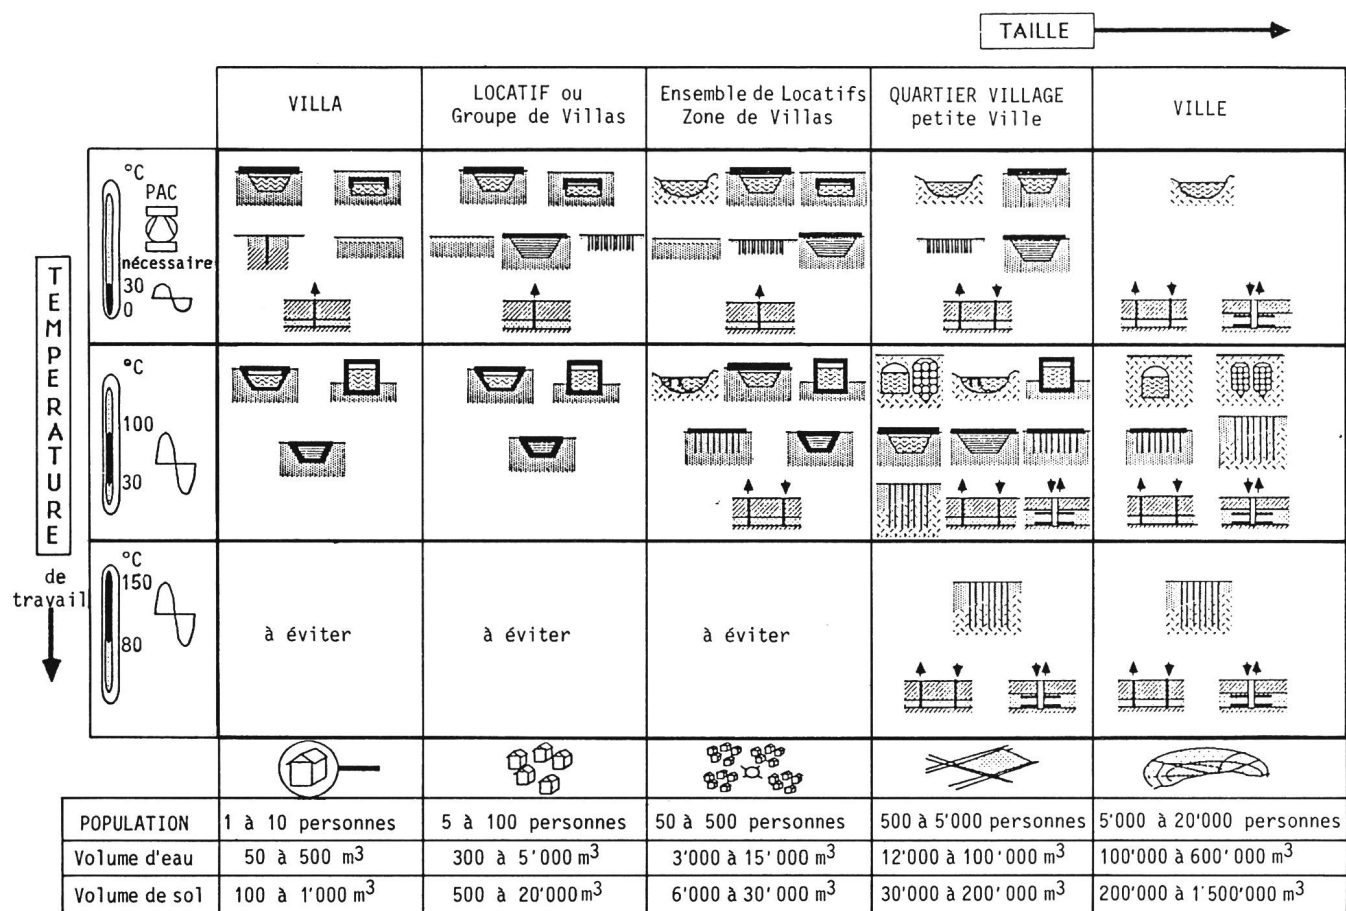 TAILLE
VILLA
LOCATIF ou
Groupe de Villas
Ensemble de Locatifs
Zone de Villas
QUARTIER VILLAGE
petite Ville
VILLE
TEMPERATURE
de
travail
°C
PAC
nécessaire
30
0
°C
100
30
°C
150
80
à éviter
à éviter
à éviter
POPULATION
1 à 10 personnes
5 à 100 personnes
50 à 500 personnes
500 à 5'000 personnes
5'000 à 20'000 personnes
Volume d'eau
50 à 500 m³
300 à 5'000 m³
3'000 à 15'000 m³
12'000 à 100'000 m³
100'000 à 600'000 m³
Volume de sol
100 à 1'000 m³
500 à 20'000 m³
6'000 à 30'000 m³
30'000 à 200'000 m³
200'000 à 1'500'000 m³